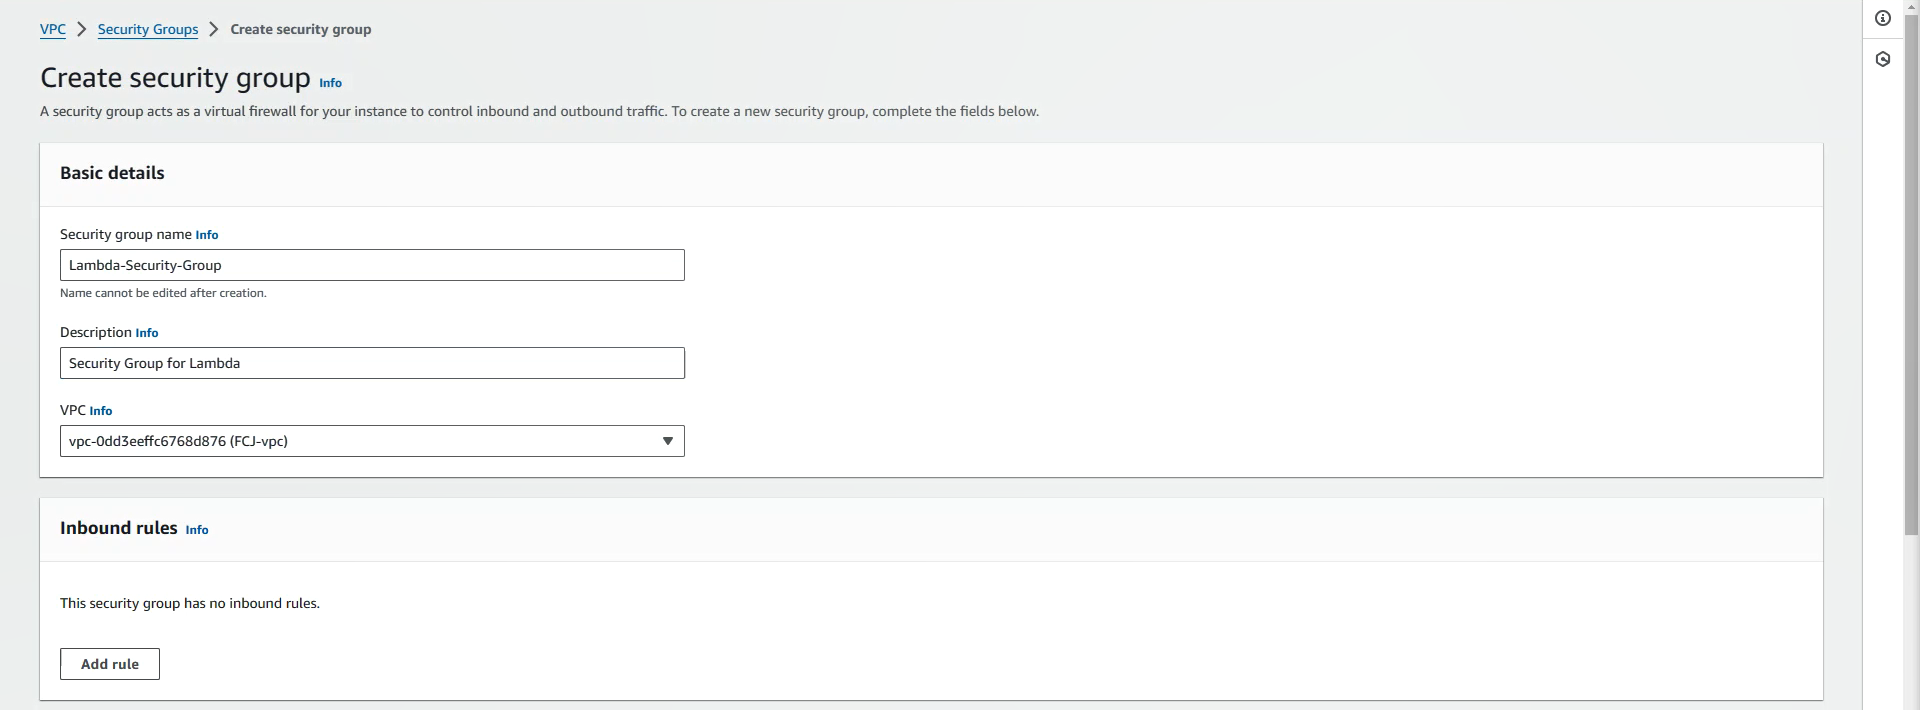 VPC > Security Groups > Create security group
Create security group Info
A security group acts as a virtual firewall for your instance to control inbound and outbound traffic. To create a new security group, complete the fields below.
Basic details
Security group name Info
Lambda-Security-Group
Name cannot be edited after creation.
Description Info
Security Group for Lambda
VPC Info
vpc-0dd3eeffc6768d876 (FCJ-vpc)
Inbound rules Info
This security group has no inbound rules.
Add rule